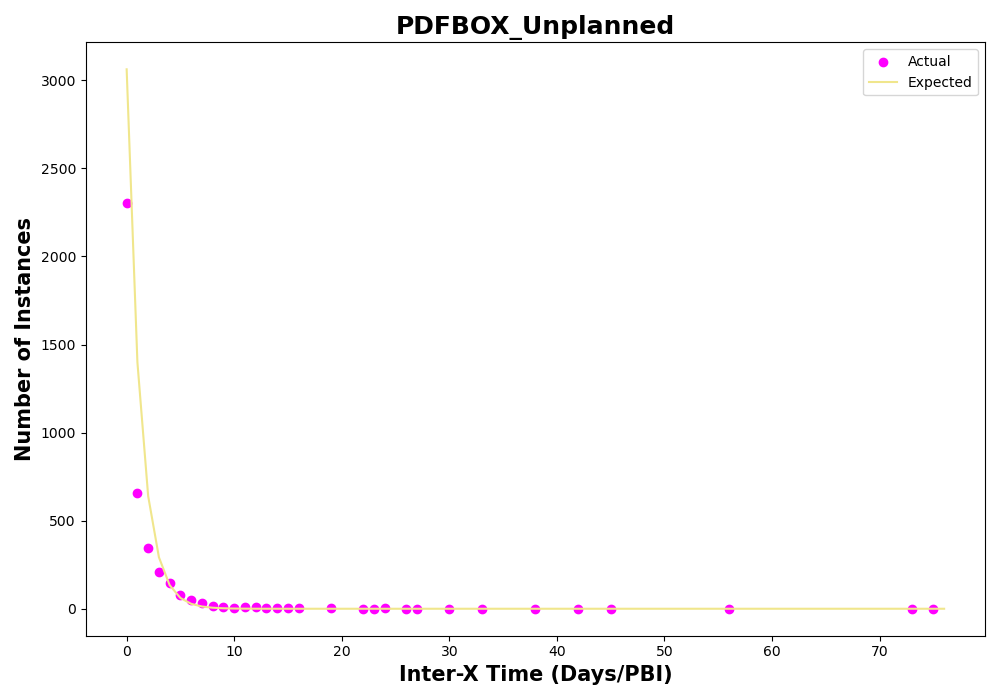 PDFBOX_Unplanned
Actual
Expected
Number of Instances
3000
2500
2000
1500
1000
500
0
0 10 20 30 40 50 60 70
Inter-X Time (Days/PBI)